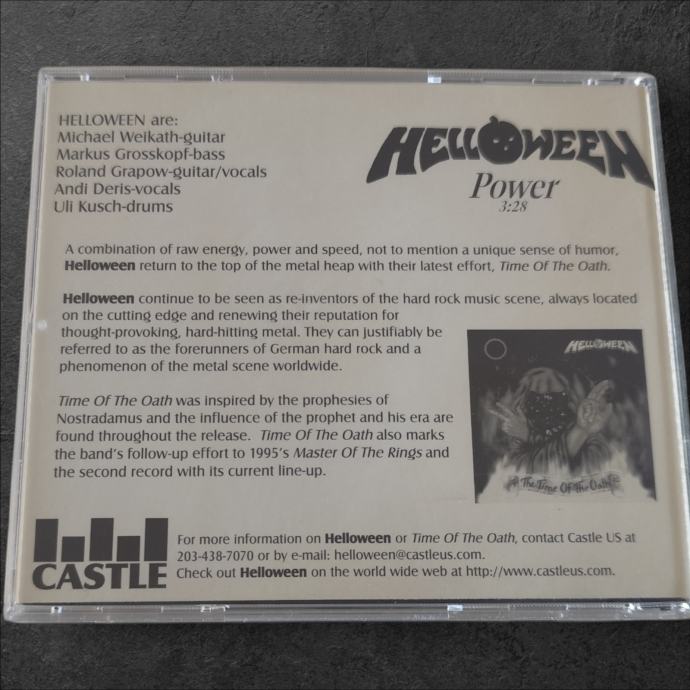 HELLOWEEN are:
Michael Weikath-guitar
Markus Grosskopf-bass
Roland Grapow-guitar/vocals
Andi Deris-vocals
Uli Kusch-drums
HELLOWEEN
Power
3:28
A combination of raw energy, power and speed, not to mention a unique sense of humor,
Helloween return to the top of the metal heap with their latest effort, Time Of The Oath.
Helloween continue to be seen as re-inventors of the hard rock music scene, always located
on the cutting edge and renewing their reputation for
thought-provoking, hard-hitting metal. They can justifiably be
referred to as the forerunners of German hard rock and a
phenomenon of the metal scene worldwide.
Time Of The Oath was inspired by the prophesies of
Nostradamus and the influence of the prophet and his era are
found throughout the release. Time Of The Oath also marks
the band's follow-up effort to 1995's Master Of The Rings and
the second record with its current line-up.
HELLOWEEN
The Time Of The Oath
CASTLE
For more information on Helloween or Time Of The Oath, contact Castle US at
203-438-7070 or by e-mail: helloween@castleus.com.
Check out Helloween on the world wide web at http://www.castleus.com.